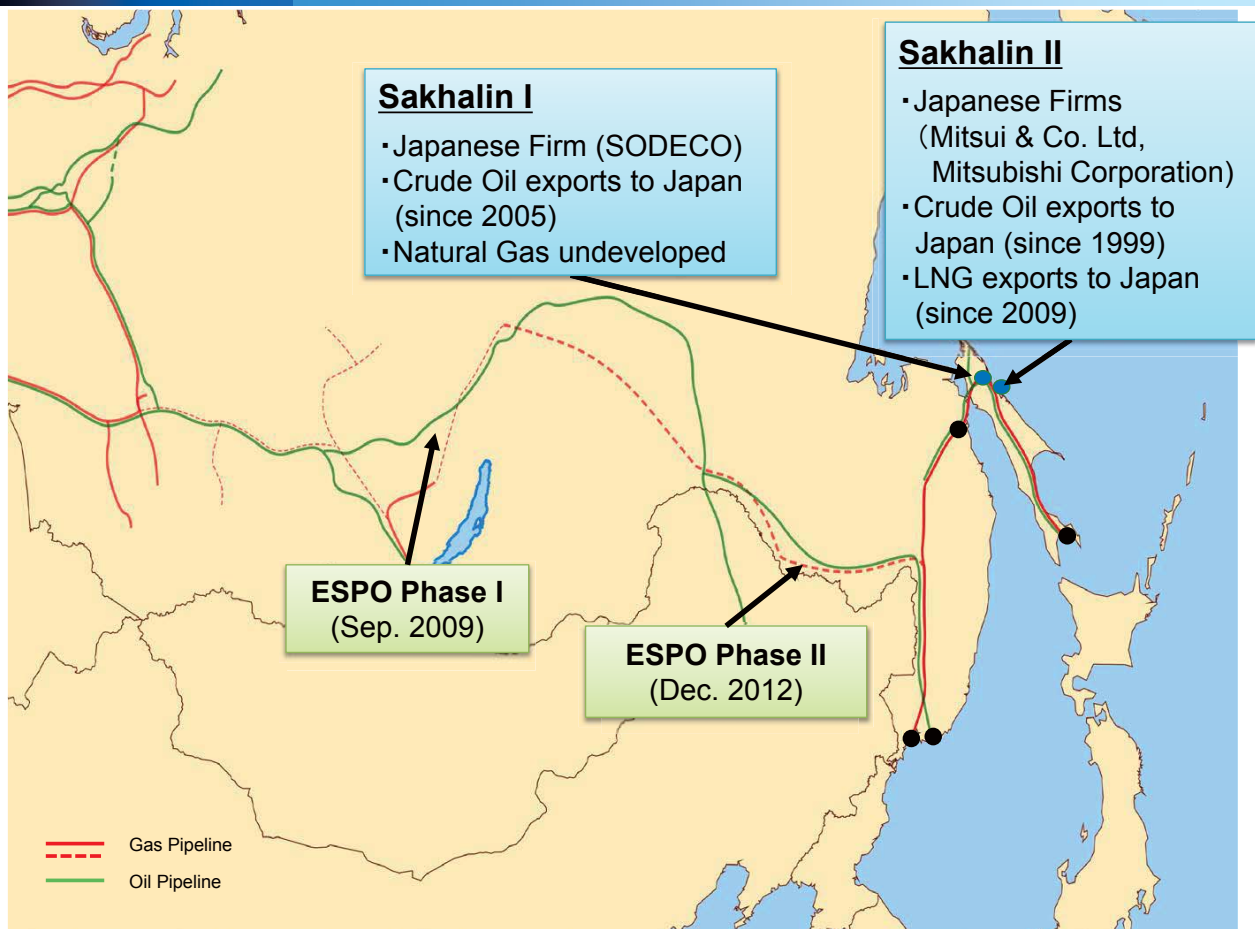 Sakhalin I
・Japanese Firm (SODECO)
・Crude Oil exports to Japan
(since 2005)
・Natural Gas undeveloped
Sakhalin II
・Japanese Firms
（Mitsui & Co. Ltd,
Mitsubishi Corporation)
・Crude Oil exports to
Japan (since 1999)
・LNG exports to Japan
(since 2009)
ESPO Phase I
(Sep. 2009)
ESPO Phase II
(Dec. 2012)
Gas Pipeline
Oil Pipeline